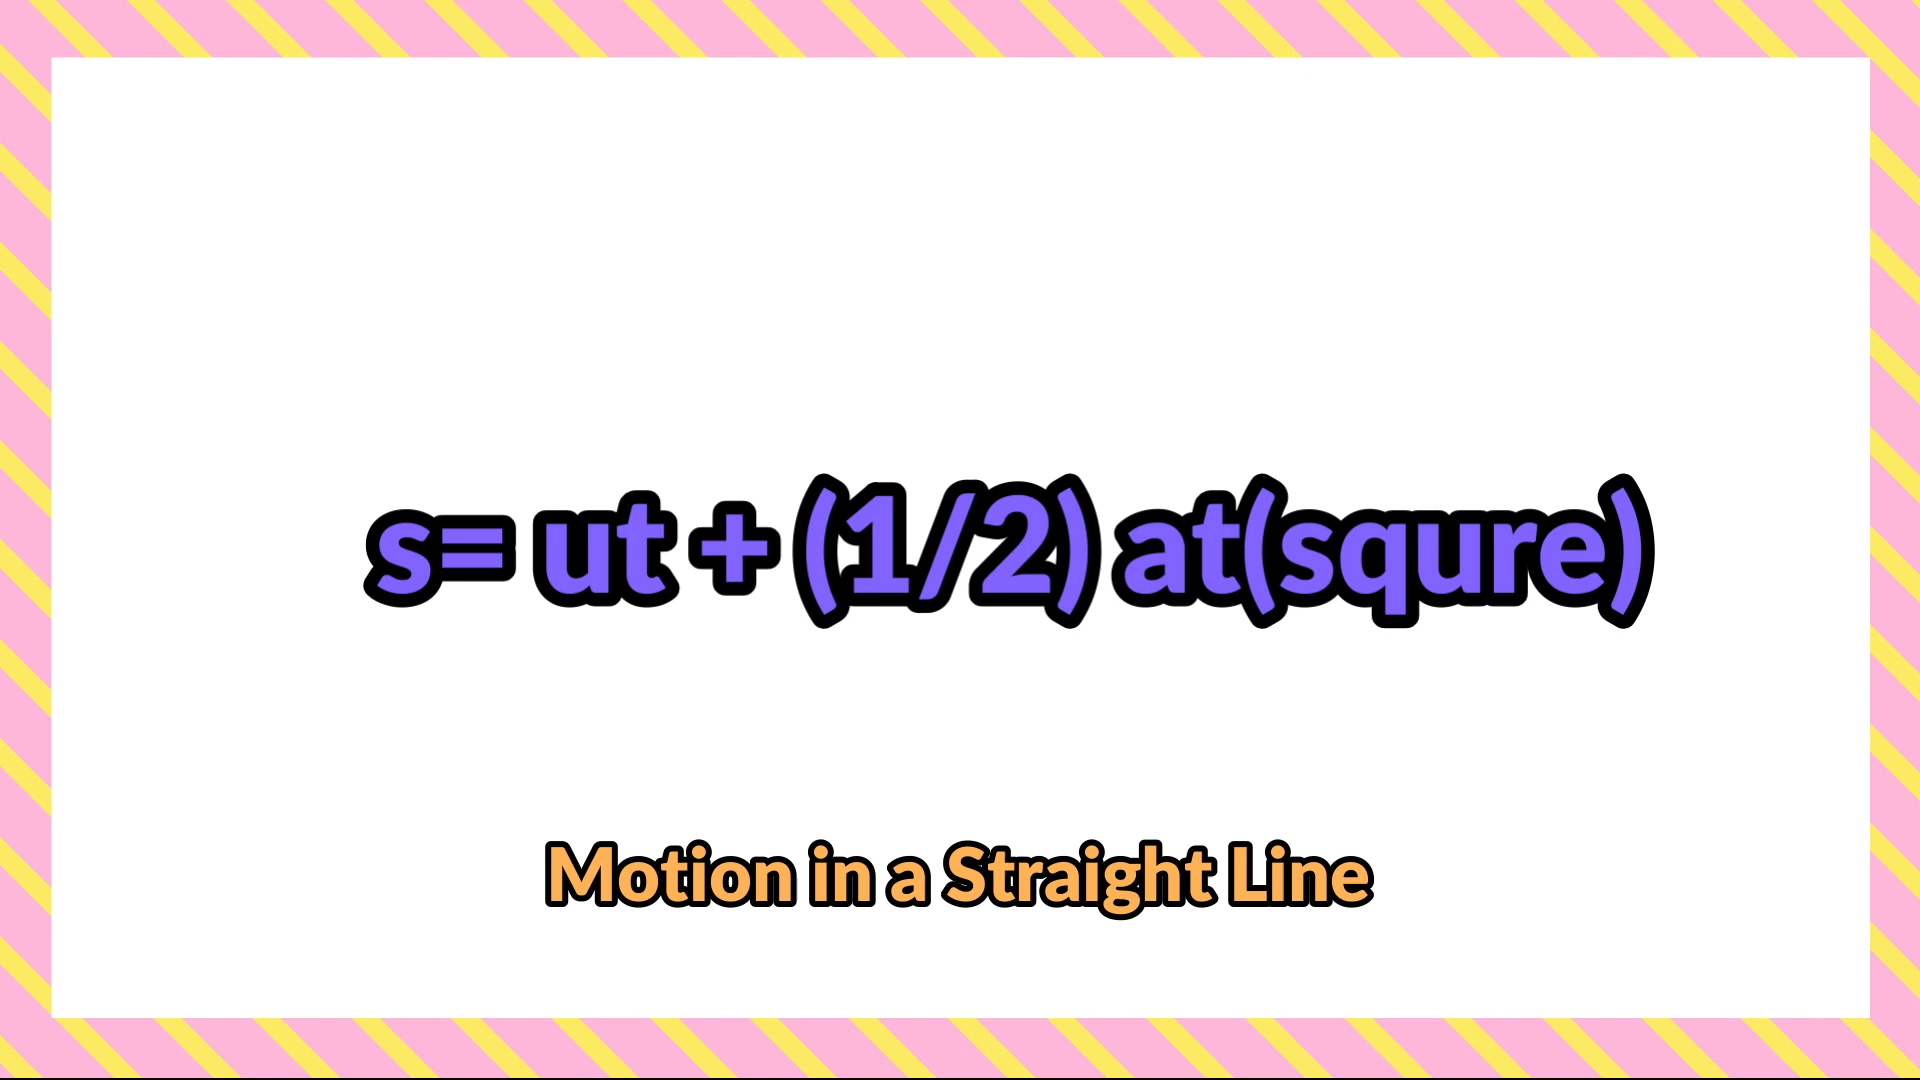 s= ut + (1/2) at(squre)
Motion in a Straight Line